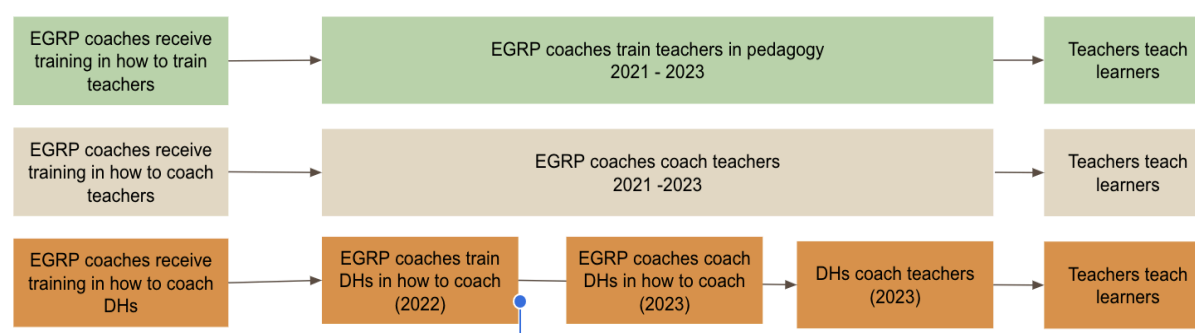 EGRP coaches receive
training in how to train
teachers
EGRP coaches train teachers in pedagogy
2021 - 2023
Teachers teach
learners
EGRP coaches receive
training in how to coach
teachers
EGRP coaches coach teachers
2021 -2023
Teachers teach
learners
EGRP coaches receive
training in how to coach
DHs
EGRP coaches train
DHs in how to coach
(2022)
EGRP coaches coach
DHs in how to coach
(2023)
DHs coach teachers
(2023)
Teachers teach
learners